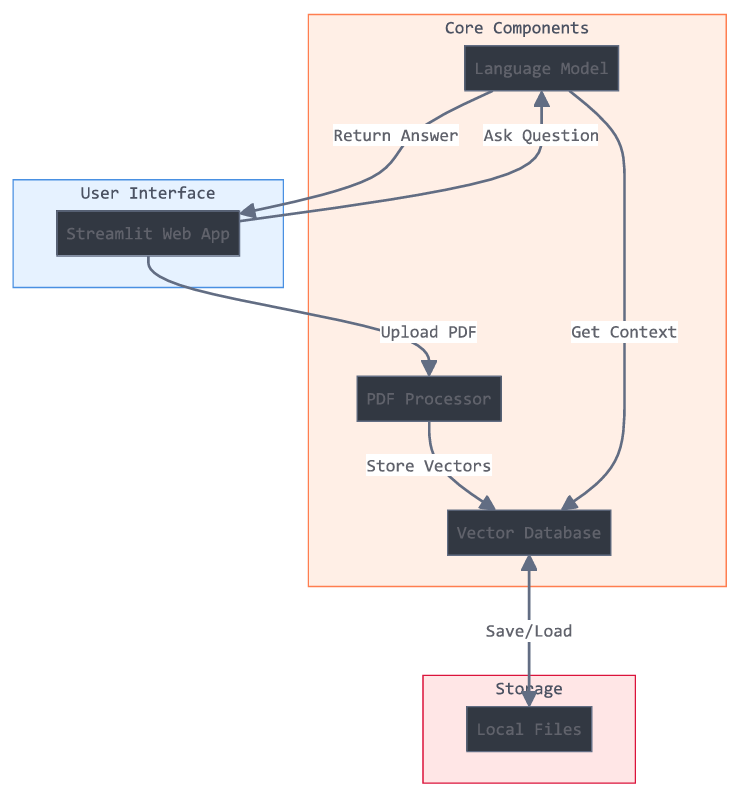 Core Components
Language Model
Return Answer
Ask Question
User Interface
Streamlit Web App
Upload PDF
Get Context
PDF Processor
Store Vectors
Vector Database
Save/Load
Storage
Local Files